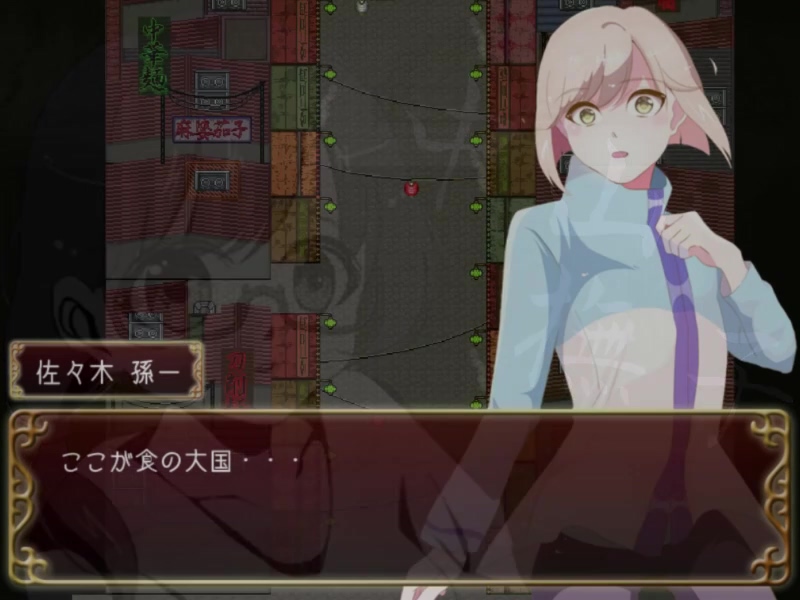 中華麺
麻婆茄子
佐々木 孫一
ここが食の大国・・・